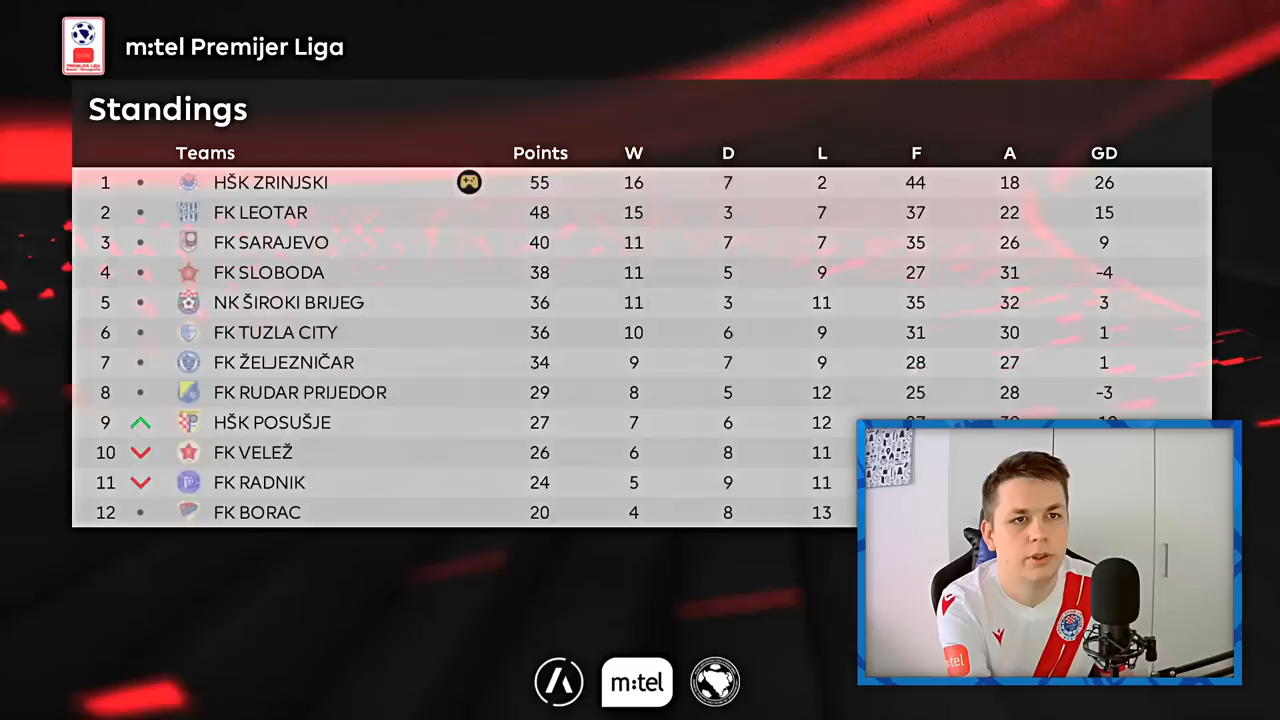 m:tel Premijer Liga
Standings
Teams Points W D L F A GD
1 HŠK ZRINJSKI 55 16 7 2 44 18 26
2 FK LEOTAR 48 15 3 7 37 22 15
3 FK SARAJEVO 40 11 7 7 35 26 9
4 FK SLOBODA 38 11 5 9 27 31 -4
5 NK ŠIROKI BRIJEG 36 11 3 11 35 32 3
6 FK TUZLA CITY 36 10 6 9 31 30 1
7 FK ŽELJEZNIČAR 34 9 7 9 28 27 1
8 FK RUDAR PRIJEDOR 29 8 5 12 25 28 -3
9 HŠK POSUŠJE 27 7 6 12
10 FK VELEŽ 26 6 8 11
11 FK RADNIK 24 5 9 11
12 FK BORAC 20 4 8 13
m:tel
m:tel